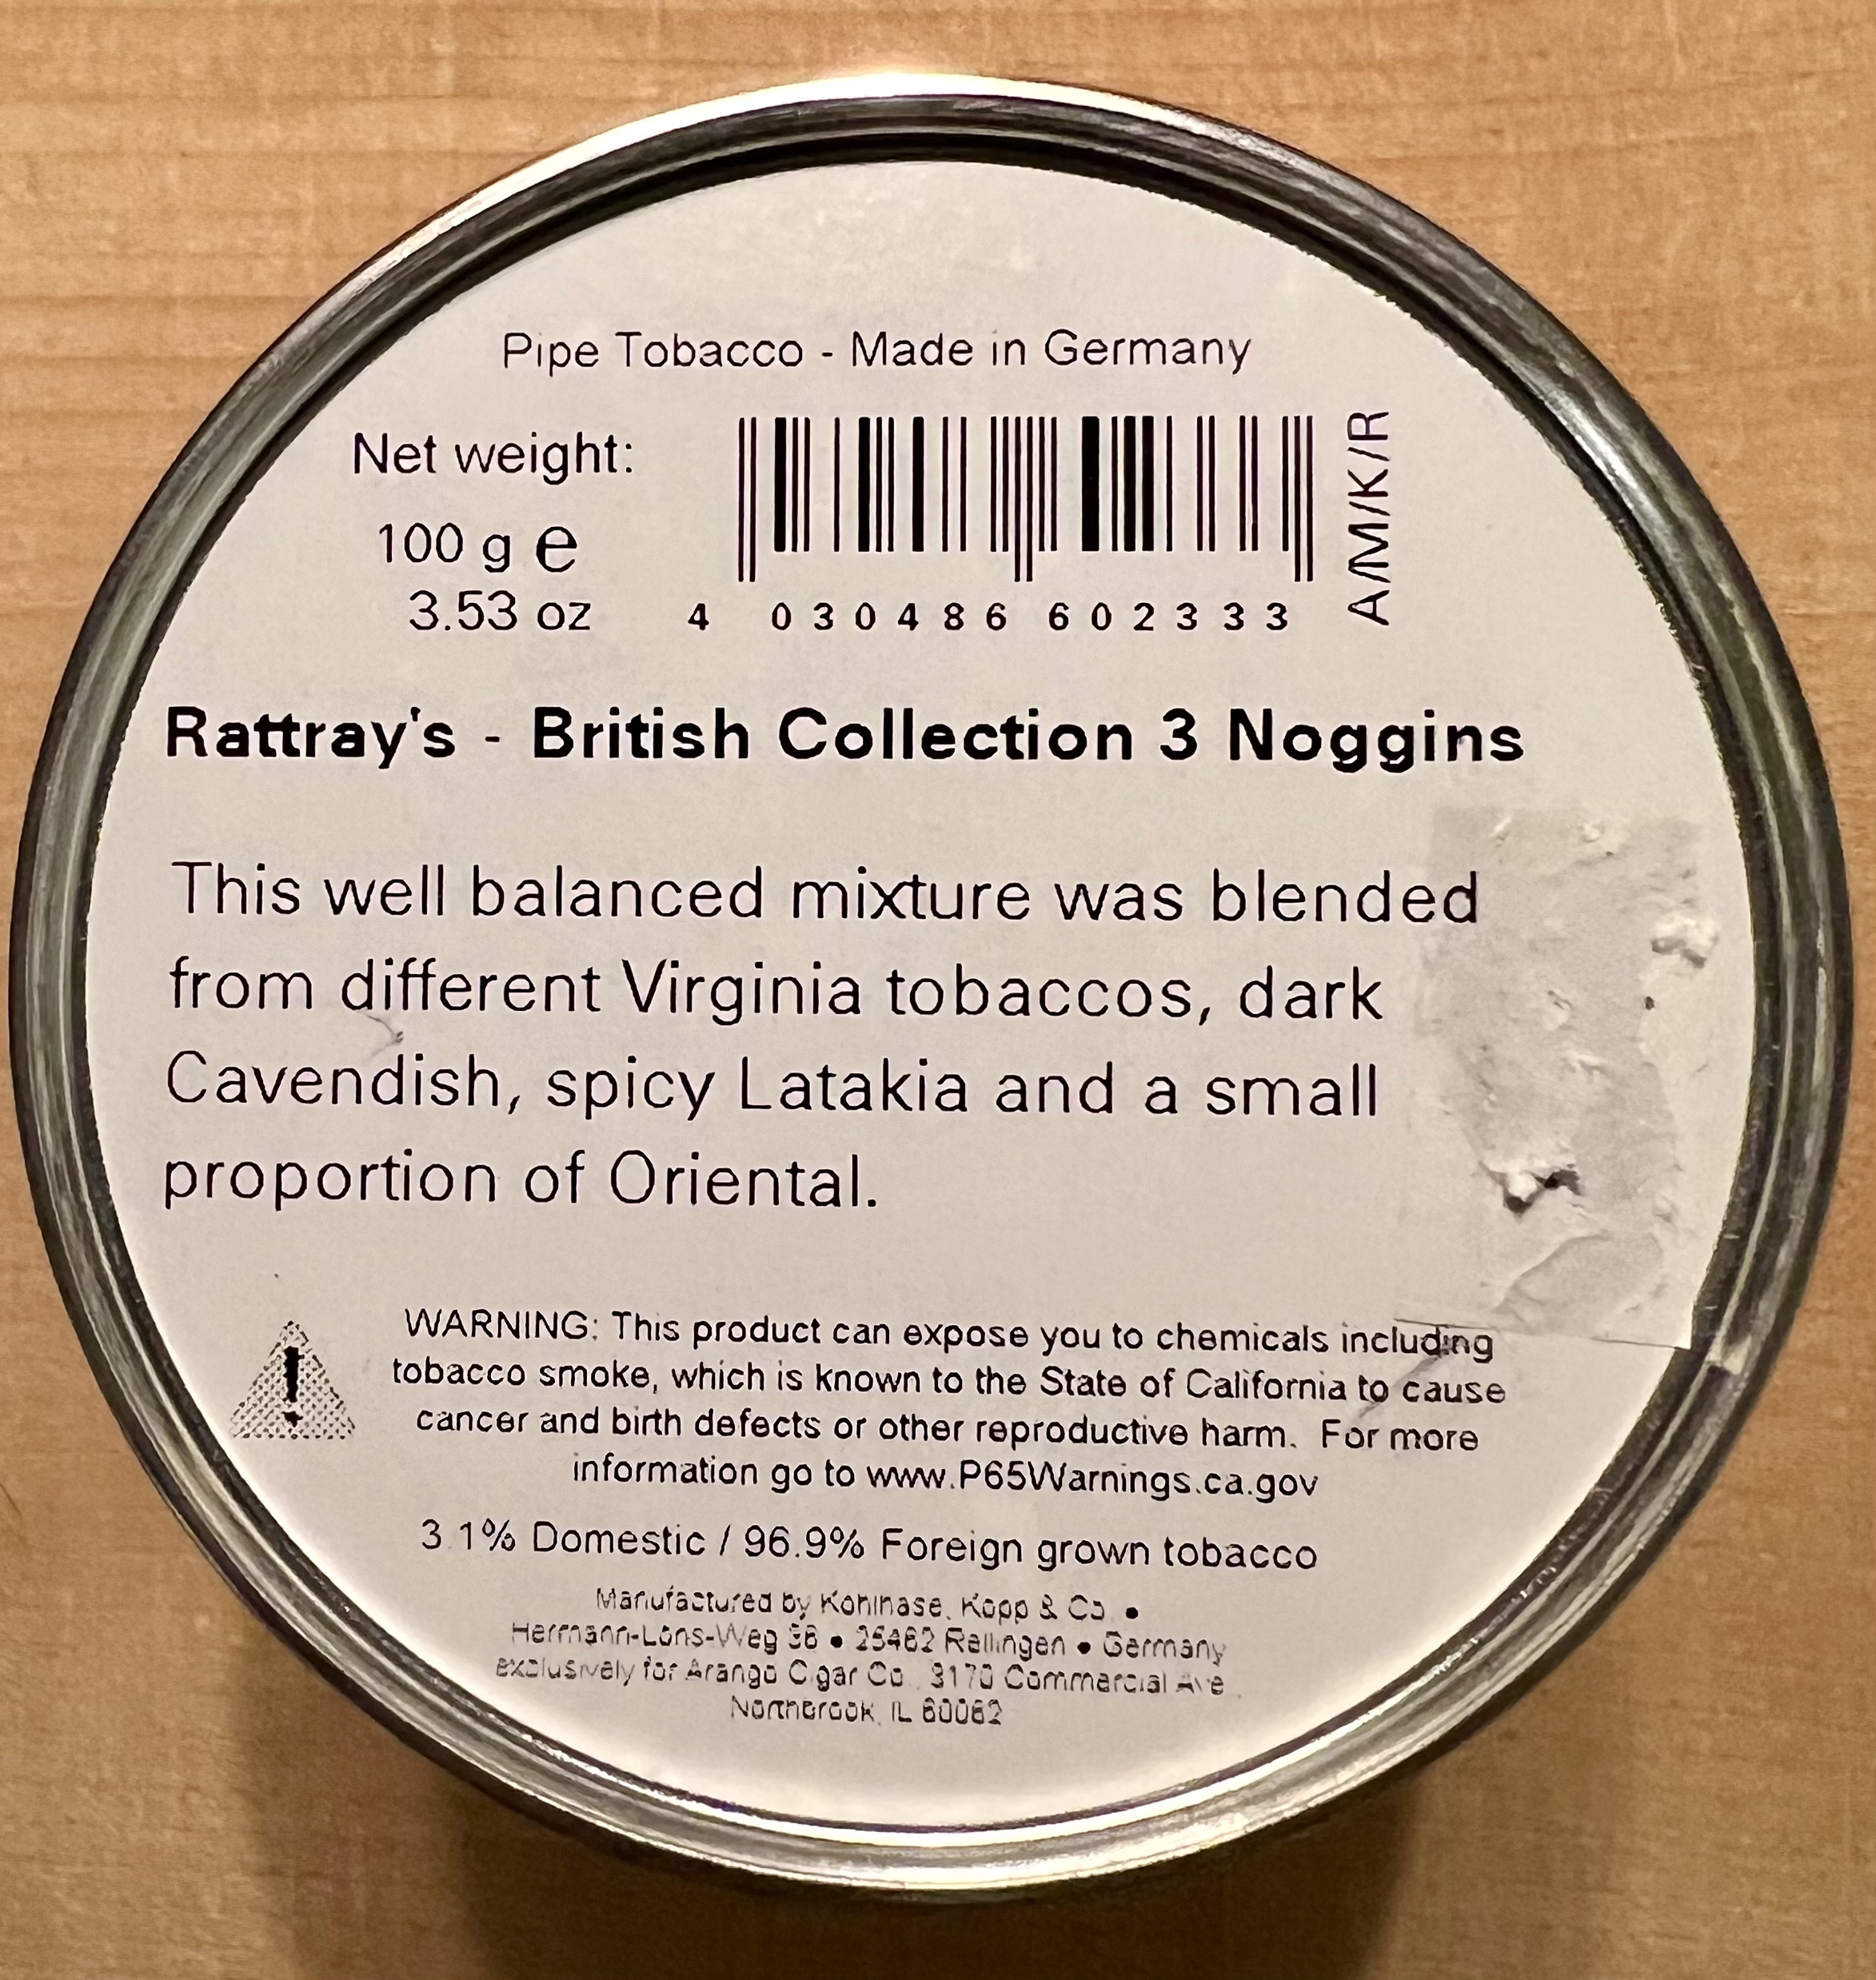 Pipe Tobacco - Made in Germany
Net weight:
100 g e
3.53 oz
4 030486 602333
A/M/K/R
Rattray's - British Collection 3 Noggins
This well balanced mixture was blended
from different Virginia tobaccos, dark
Cavendish, spicy Latakia and a small
proportion of Oriental.
WARNING: This product can expose you to chemicals including
tobacco smoke, which is known to the State of California to cause
cancer and birth defects or other reproductive harm. For more
information go to www.P65Warnings.ca.gov
3.1% Domestic / 96.9% Foreign grown tobacco
Manufactured by Kohlhase, Kopp & Co. •
Hermann-Löns-Weg 36 • 25462 Rellingen • Germany
exclusively for Arango Cigar Co., 3170 Commercial Ave.
Northbrook, IL 60062